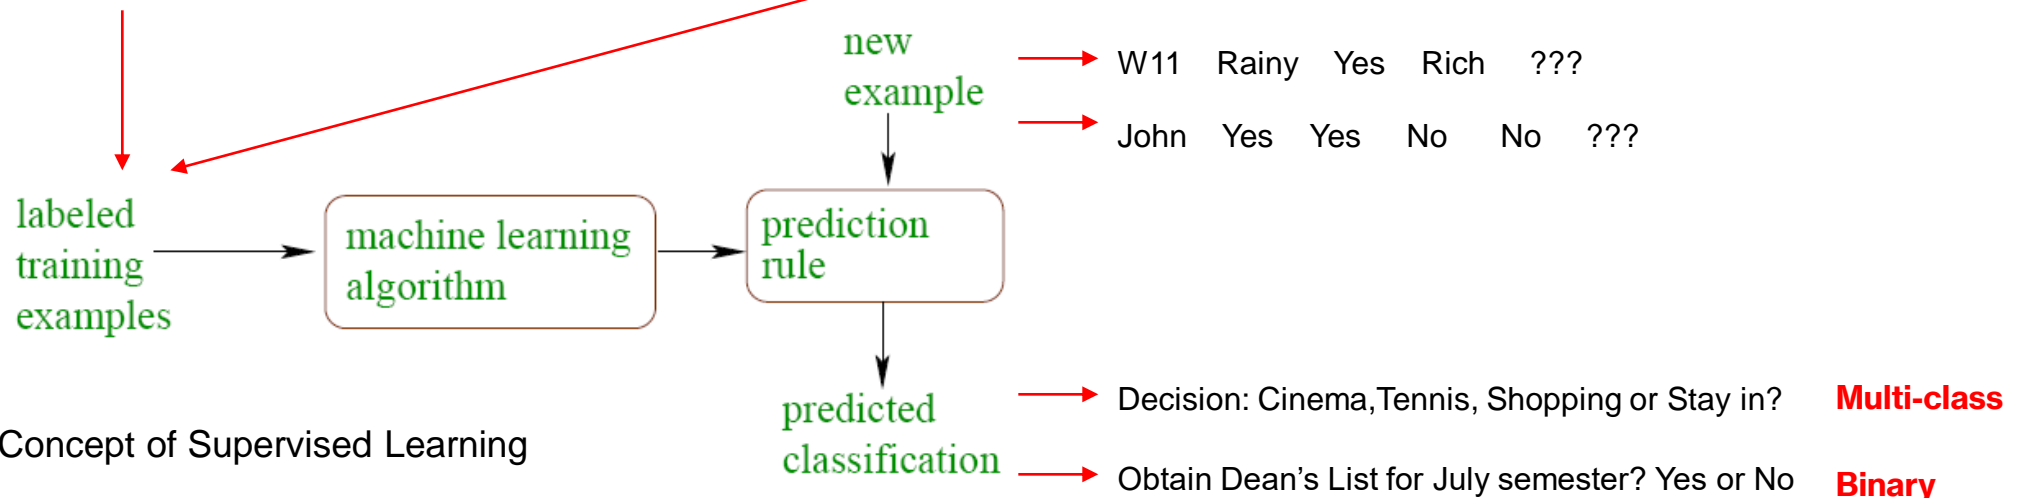 new
example
W11 Rainy Yes Rich ???
John Yes Yes No No ???
labeled
training
examples
machine learning
algorithm
prediction
rule
predicted
classification
Decision: Cinema,Tennis, Shopping or Stay in? Multi-class
Obtain Dean's List for July semester? Yes or No Binary
Concept of Supervised Learning